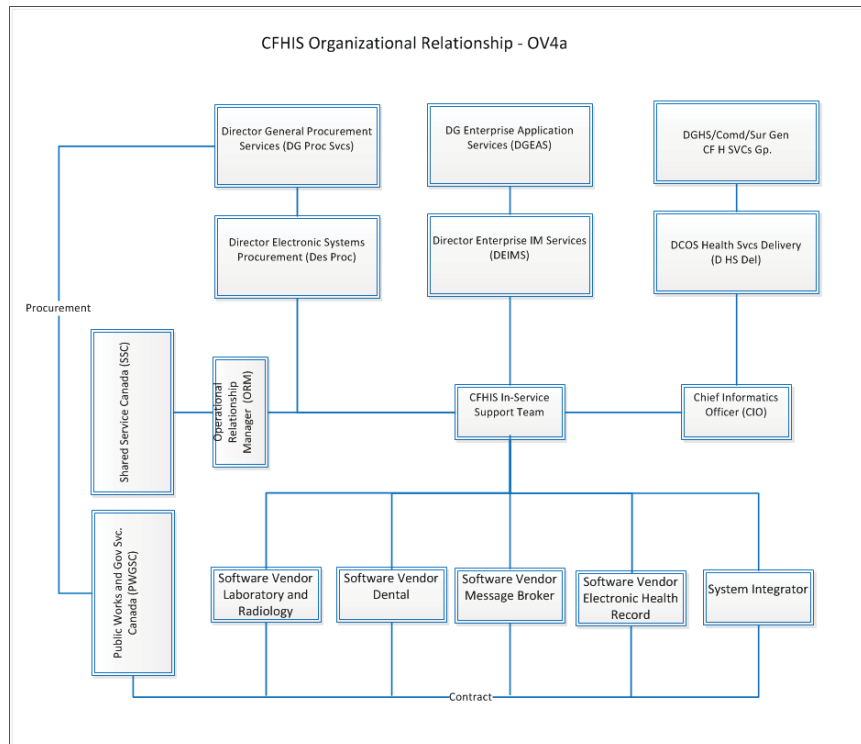 CFHIS Organizational Relationship - OV4a
Director General Procurement
Services (DG Proc Svcs)
DG Enterprise Application
Services (DGEAS)
DGHS/Comd/Sur Gen
CF H SVCs Gp.
Director Electronic Systems
Procurement (Des Proc)
Director Enterprise IM Services
(DEIMS)
DCOS Health Svcs Delivery
(D HS Del)
Procurement
Shared Service Canada (SSC)
Operational
Relationship
Manager (ORM)
CFHIS In-Service
Support Team
Chief Informatics
Officer (CIO)
Public Works and Gov Svc.
Canada (PWGSC)
Software Vendor
Laboratory and
Radiology
Software Vendor
Dental
Software Vendor
Message Broker
Software Vendor
Electronic Health
Record
System Integrator
Contract